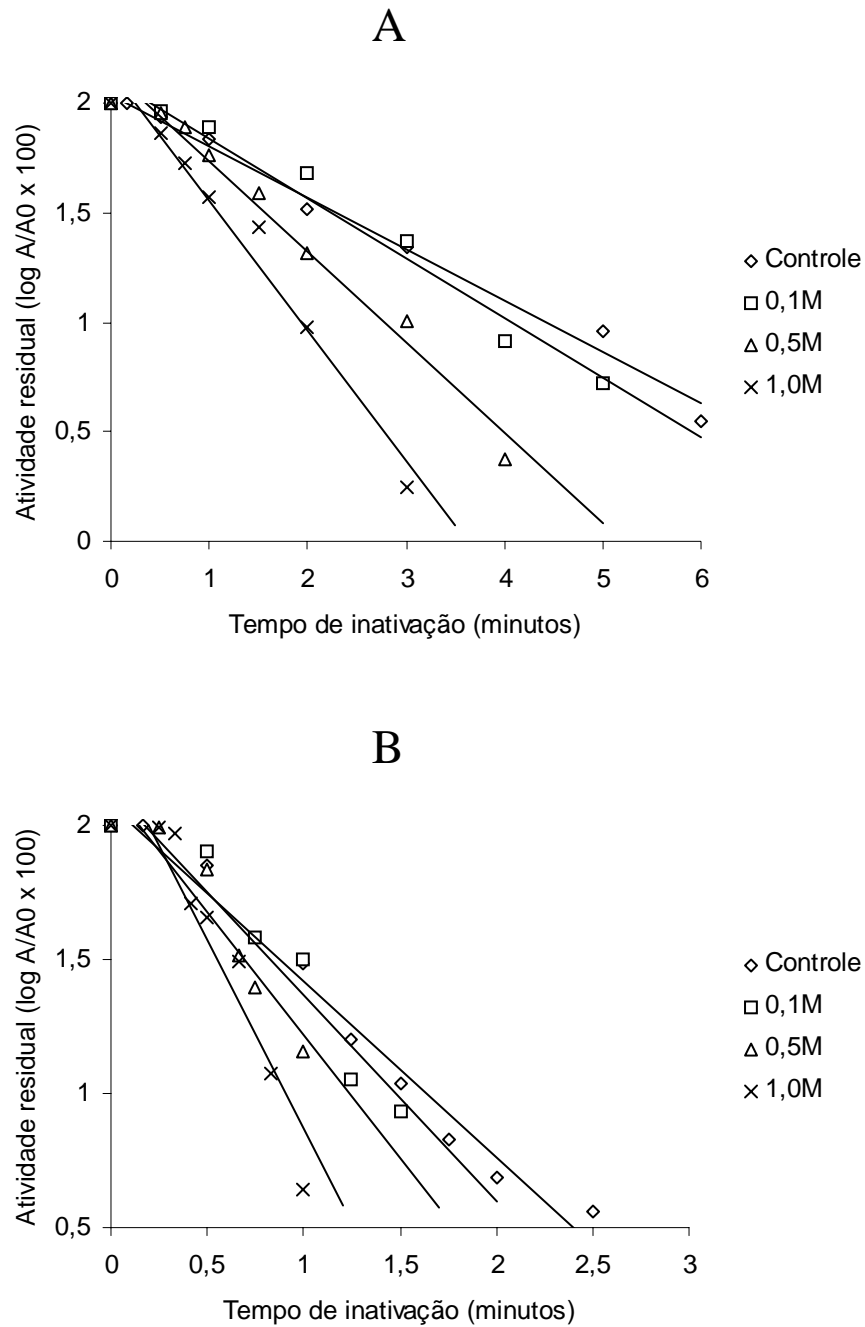 A
2
1,5
1
0,5
0
0 1 2 3 4 5 6
Atividade residual (log A/A0 x 100)
Tempo de inativação (minutos)
Controle
0,1M
0,5M
1,0M
B
2
1,5
1
0,5
0 0,5 1 1,5 2 2,5 3
Atividade residual (log A/A0 x 100)
Tempo de inativação (minutos)
Controle
0,1M
0,5M
1,0M